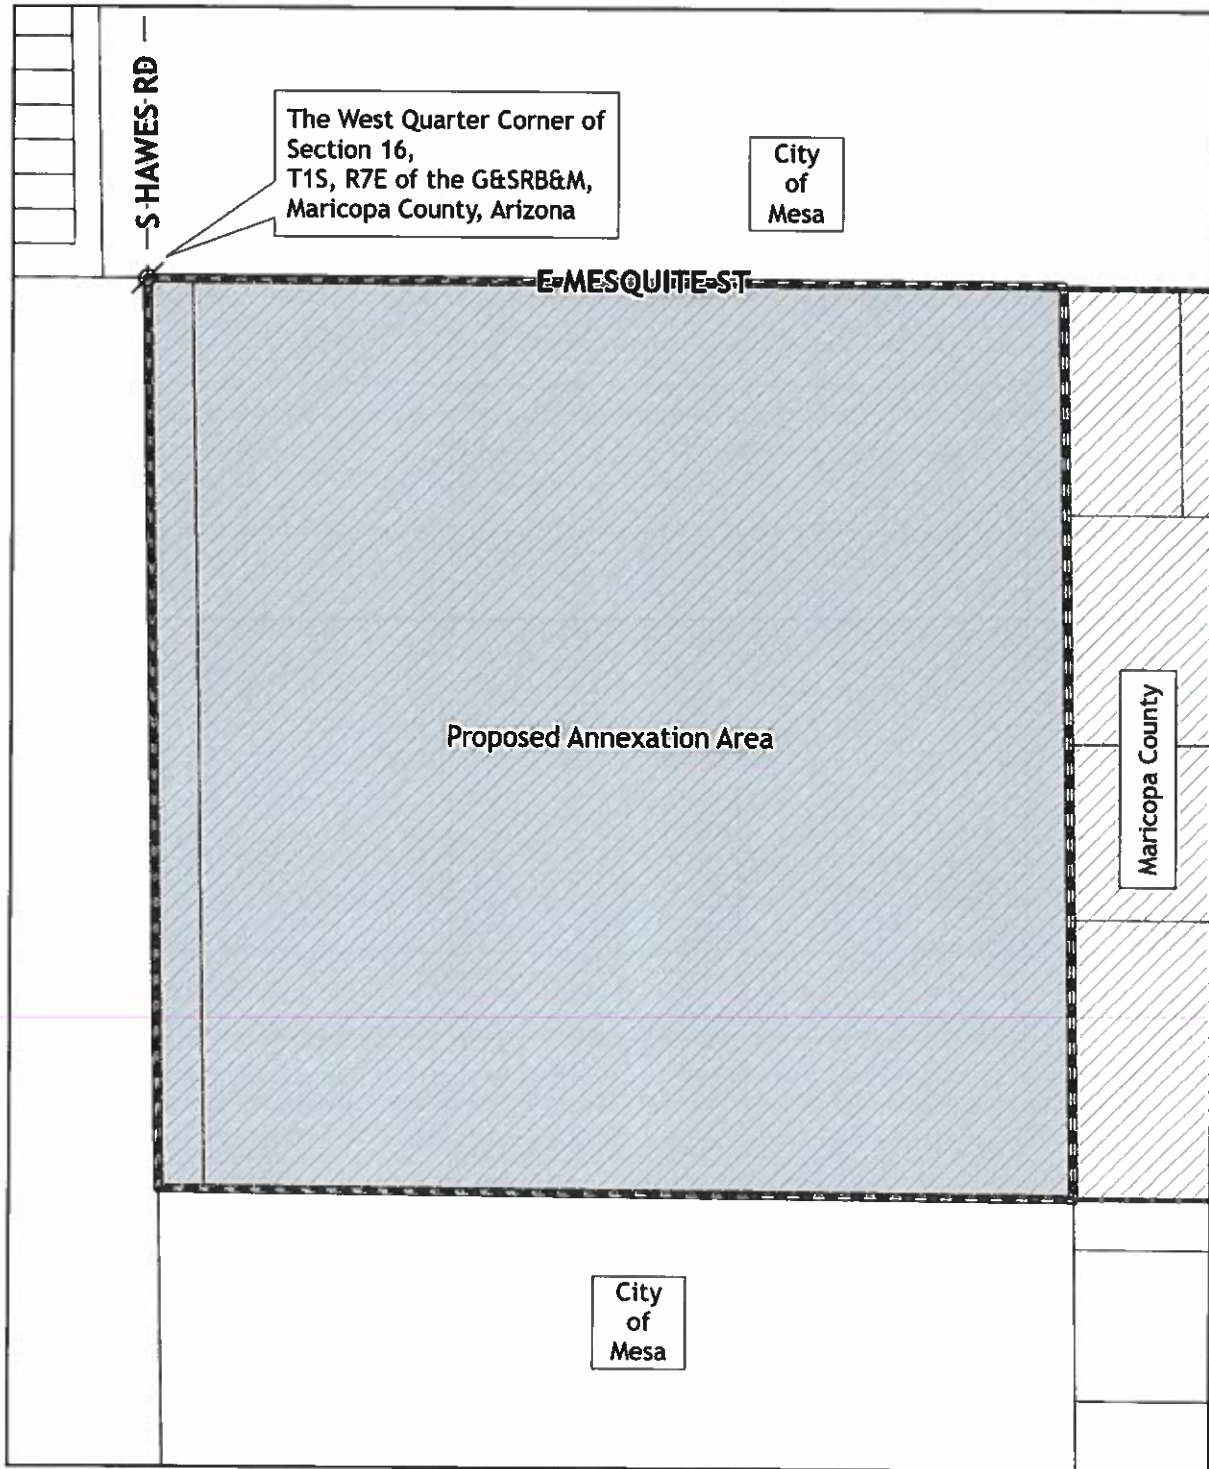 S HAWES RD
The West Quarter Corner of
Section 16,
T1S, R7E of the G&SRB&M,
Maricopa County, Arizona
City
of
Mesa
E MESQUITE ST
Proposed Annexation Area
Maricopa County
City
of
Mesa